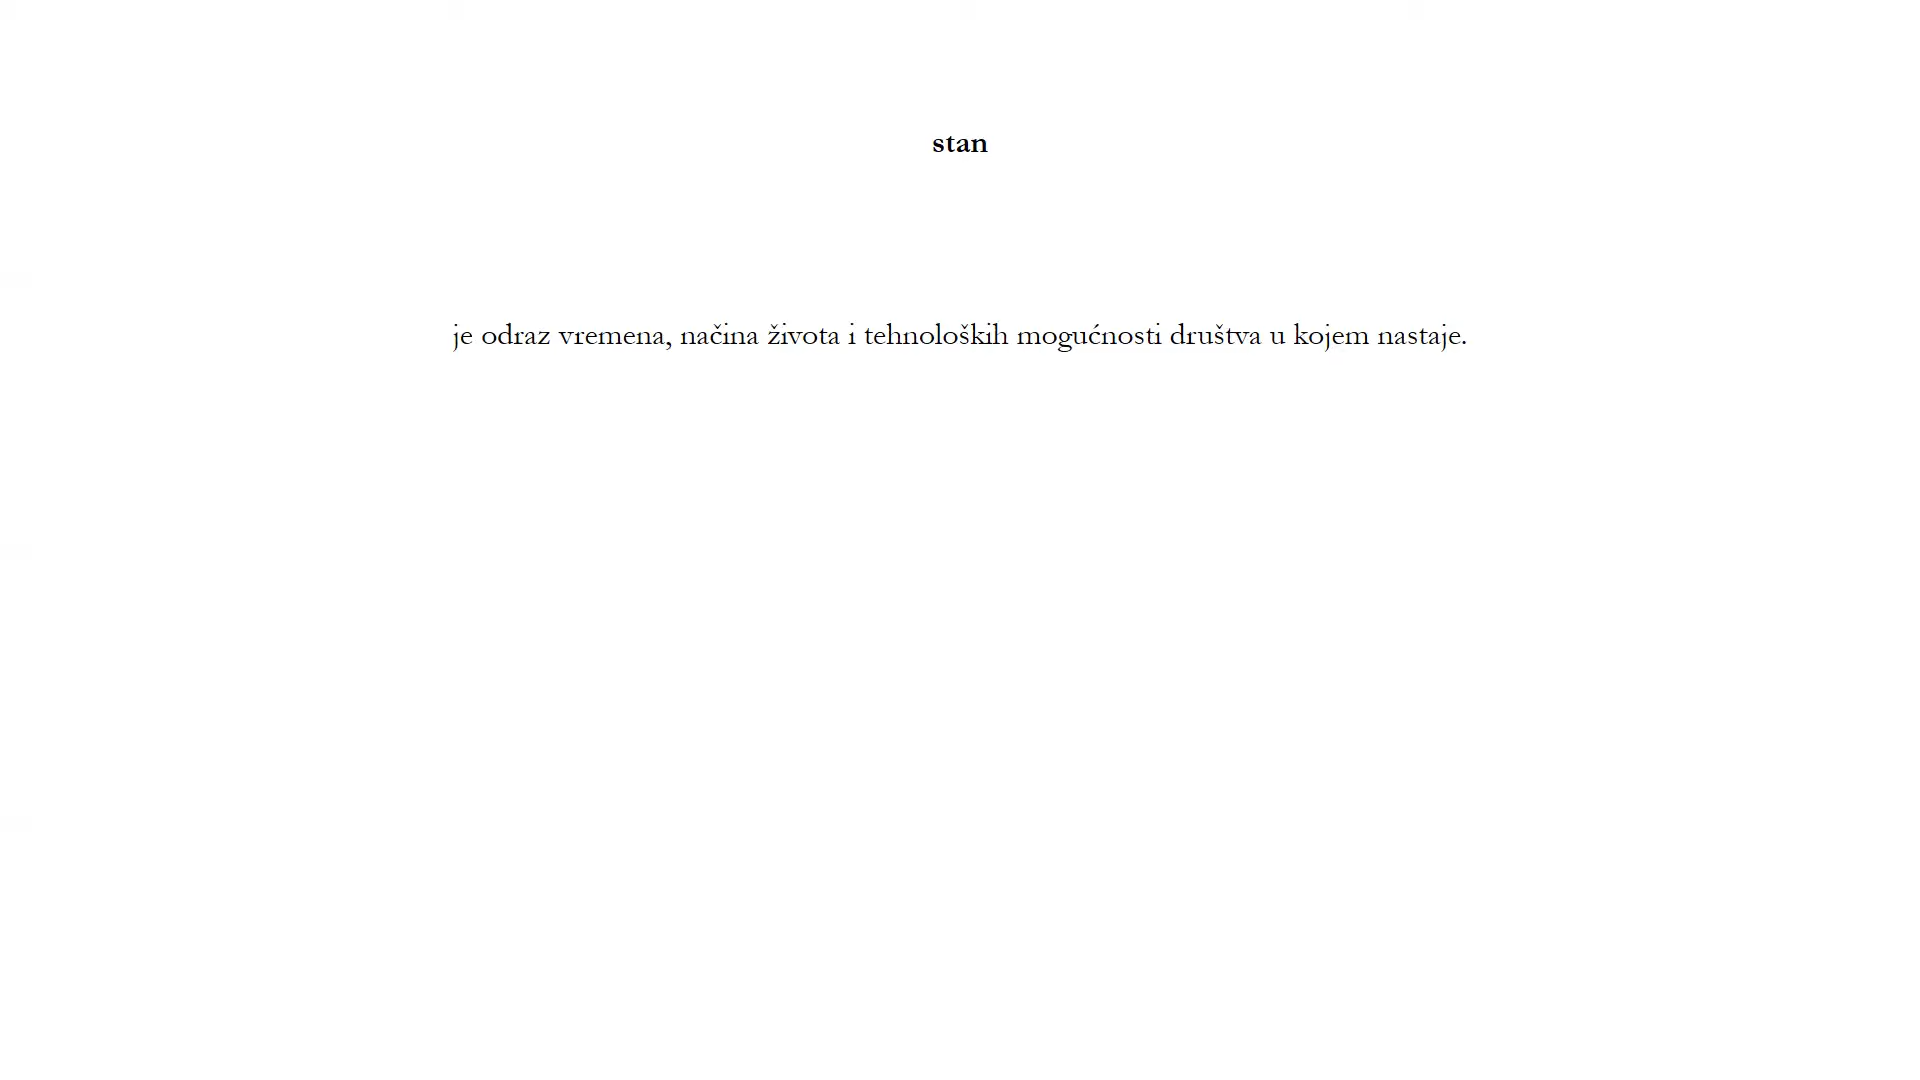 stan
je odraz vremena, načina života i tehnoloških mogućnosti društva u kojem nastaje.